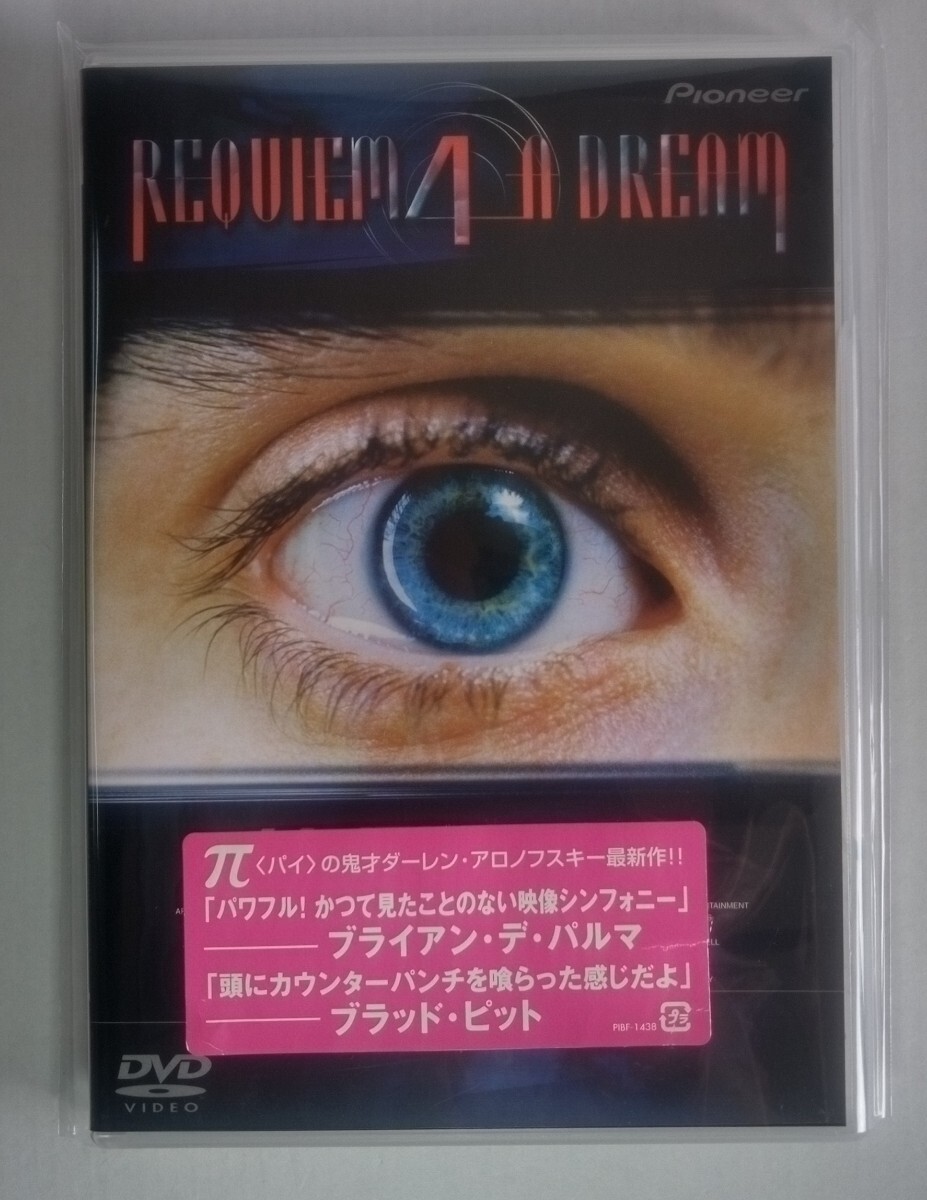 Pioneer
REQUIEM 4 A DREAM
π〈パイ〉の鬼才ダーレン・アロノフスキー最新作!!
「パワフル! かつて見たことのない映像シンフォニー」
ブライアン・デ・パルマ
「頭にカウンターパンチを喰らった感じだよ」
ブラッド・ピット
PIBF-1438 プラ
DVD
VIDEO